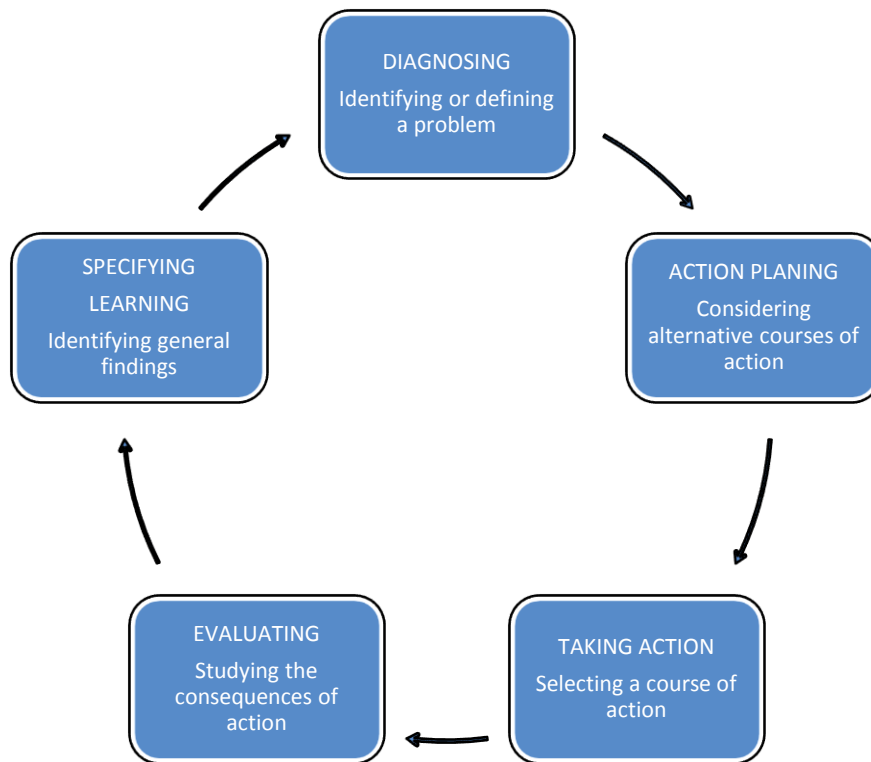 DIAGNOSING
Identifying or defining
a problem
ACTION PLANING
Considering
alternative courses of
action
TAKING ACTION
Selecting a course of
action
EVALUATING
Studying the
consequences of
action
SPECIFYING
LEARNING
Identifying general
findings